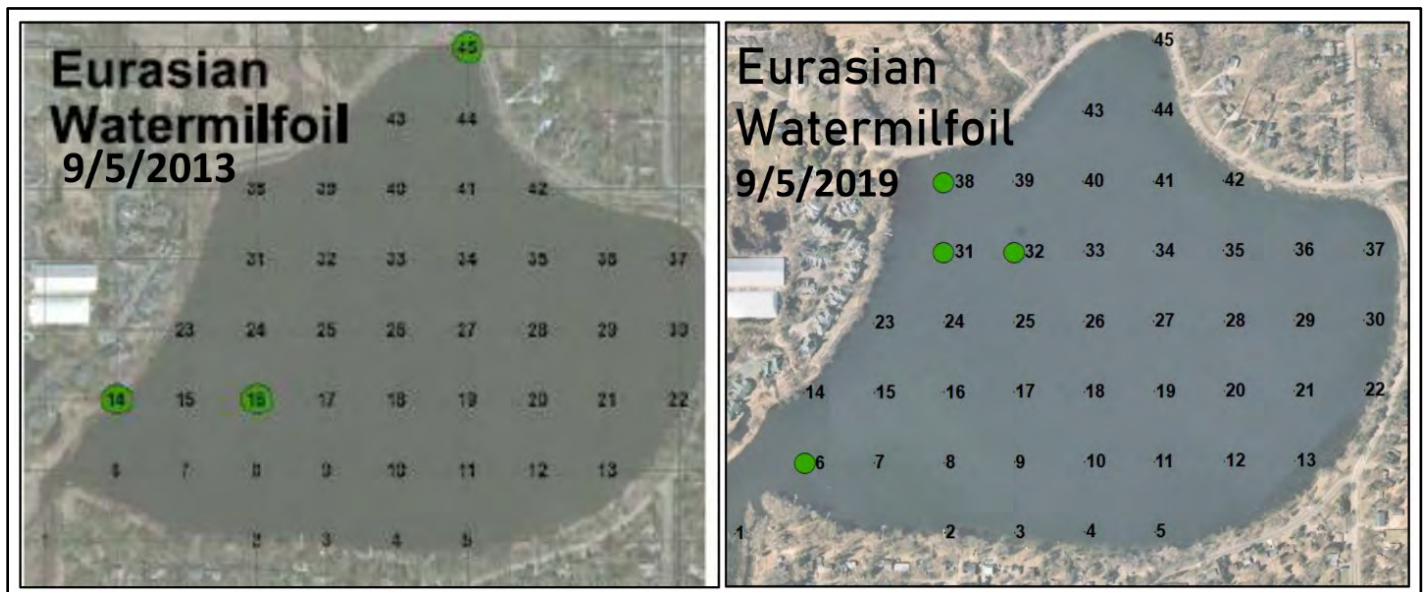 Eurasian
Watermilfoil
9/5/2013
45
43 44
38 39 40 41 42
31 32 33 34 35 36 37
23 24 25 26 27 28 29 30
14 15 16 17 18 19 20 21 22
6 7 8 9 10 11 12 13
1 2 3 4 5
Eurasian
Watermilfoil
9/5/2019
45
43 44
38 39 40 41 42
31 32 33 34 35 36 37
23 24 25 26 27 28 29 30
14 15 16 17 18 19 20 21 22
6 7 8 9 10 11 12 13
1 2 3 4 5